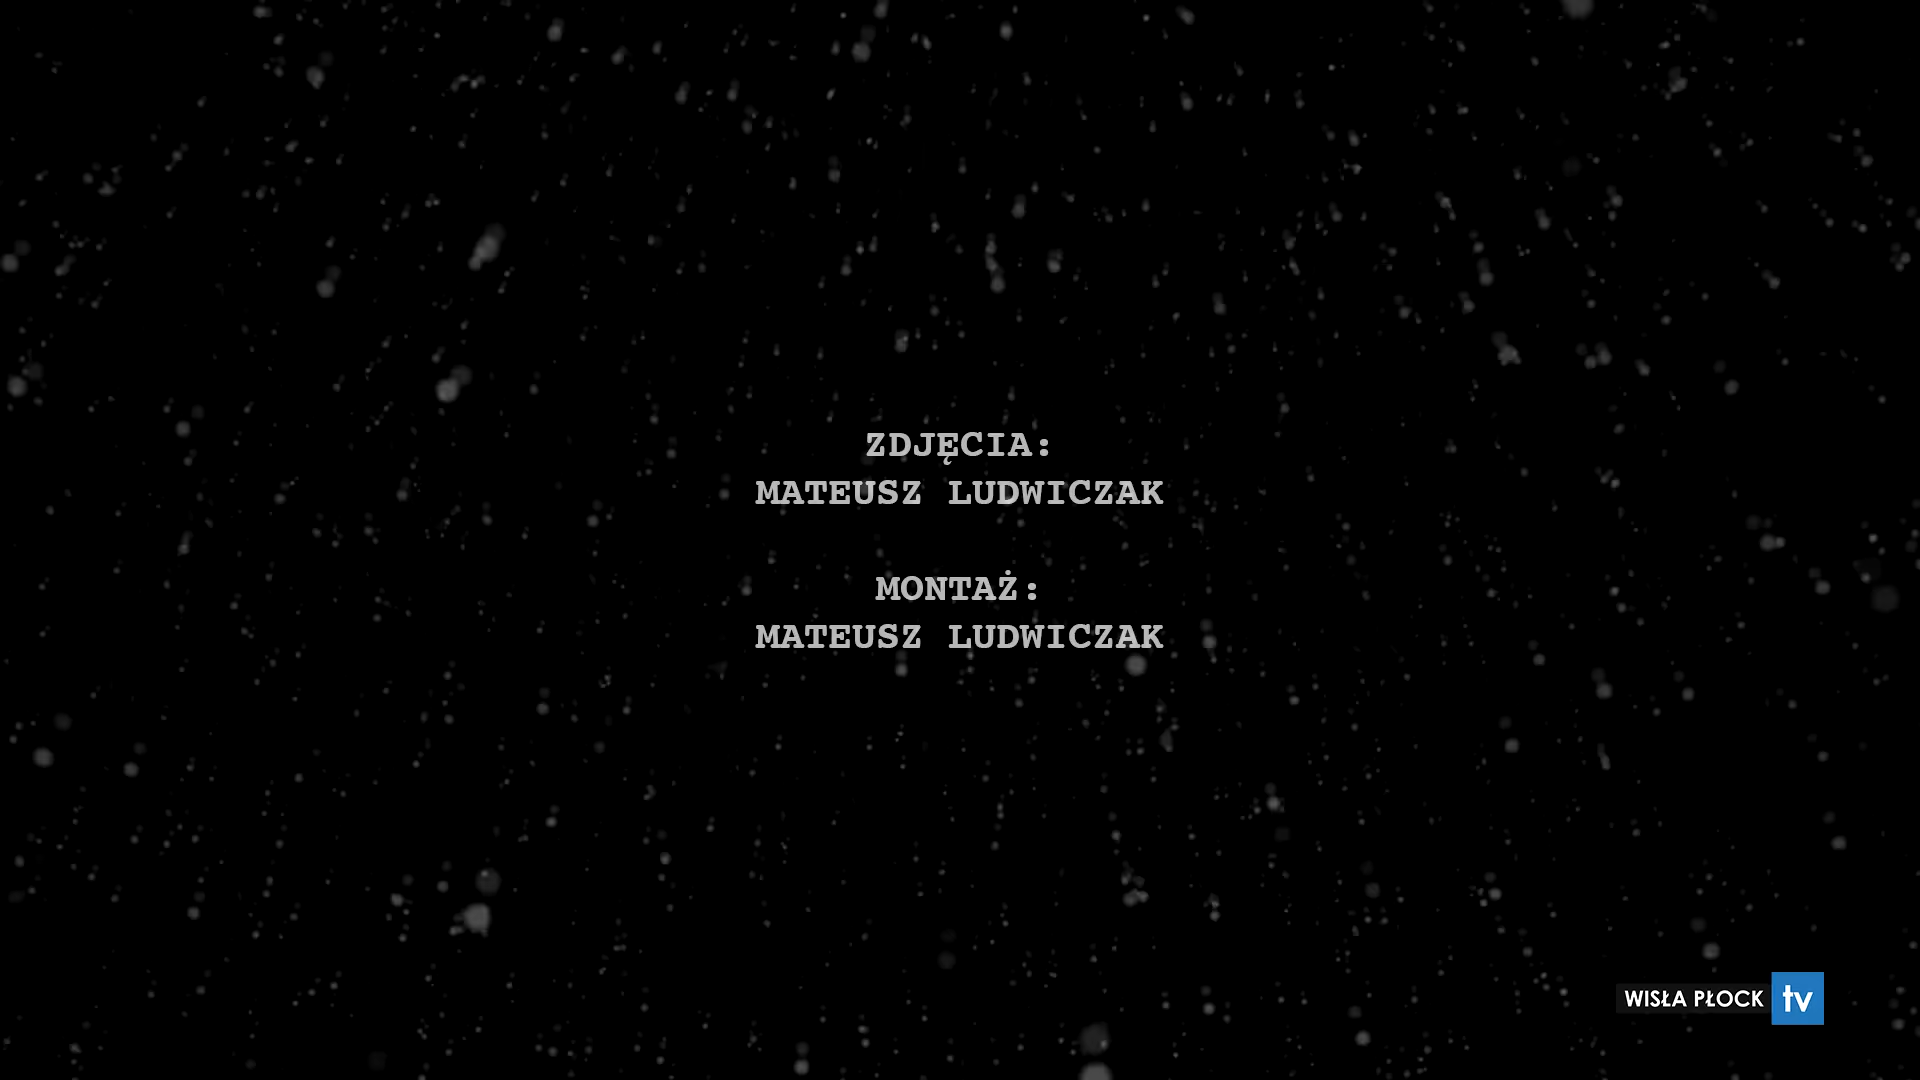 ZDJĘCIA:
MATEUSZ LUDWICZAK
MONTAŻ:
MATEUSZ LUDWICZAK
WISŁA PŁOCK tv